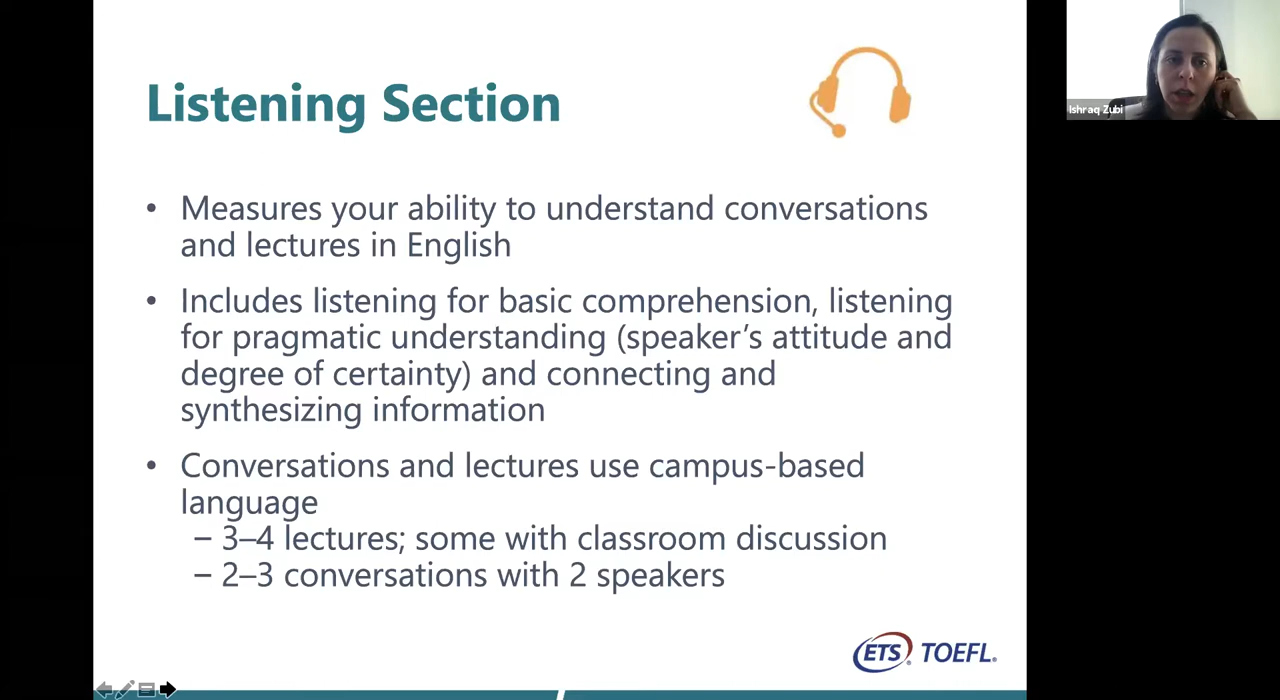 Listening Section
• Measures your ability to understand conversations
and lectures in English
• Includes listening for basic comprehension, listening
for pragmatic understanding (speaker’s attitude and
degree of certainty) and connecting and
synthesizing information
• Conversations and lectures use campus-based
language
– 3–4 lectures; some with classroom discussion
– 2–3 conversations with 2 speakers
ETS® TOEFL®
Ishraq Zubi